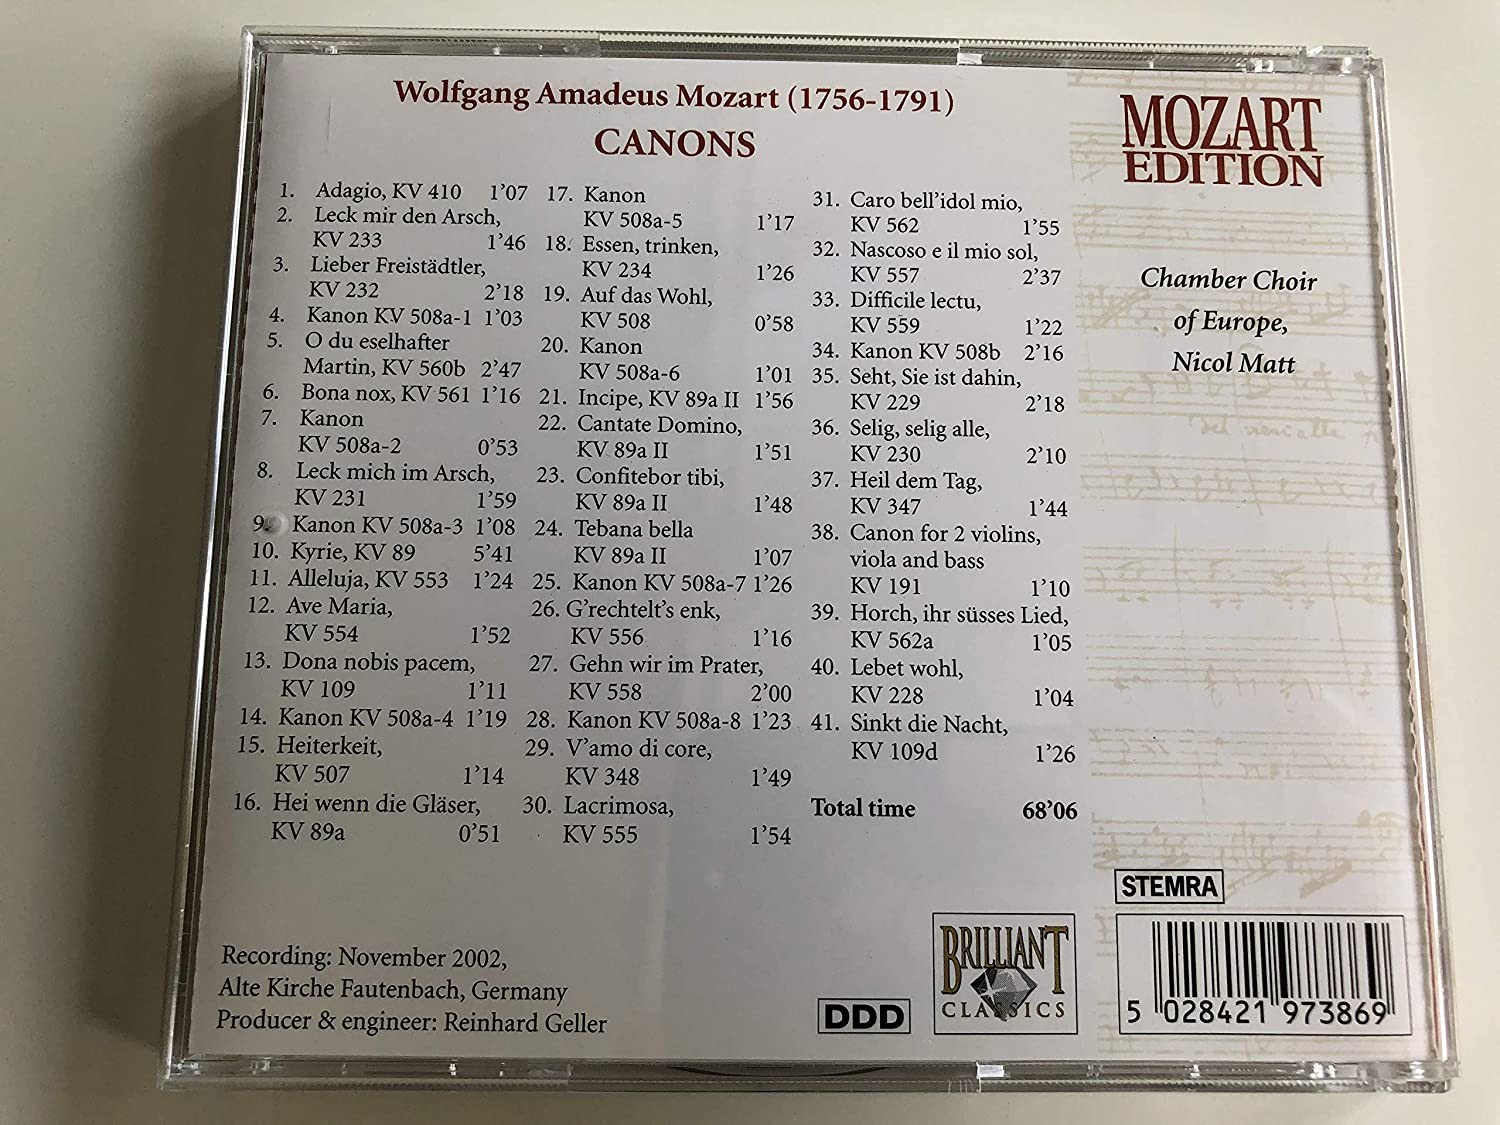 Wolfgang Amadeus Mozart (1756-1791)
CANONS
1. Adagio, KV 410 1'07
2. Leck mir den Arsch,
KV 233 1'46
3. Lieber Freistädtler,
KV 232 2'18
4. Kanon KV 508a-1 1'03
5. O du eselhafter
Martin, KV 560b 2'47
6. Bona nox, KV 561 1'16
7. Kanon
KV 508a-2 0'53
8. Leck mich im Arsch,
KV 231 1'59
9. Kanon KV 508a-3 1'08
10. Kyrie, KV 89 5'41
11. Alleluja, KV 553 1'24
12. Ave Maria,
KV 554 1'52
13. Dona nobis pacem,
KV 109 1'11
14. Kanon KV 508a-4 1'19
15. Heiterkeit,
KV 507 1'14
16. Hei wenn die Gläser,
KV 89a 0'51
17. Kanon
KV 508a-5 1'17
18. Essen, trinken,
KV 234 1'26
19. Auf das Wohl,
KV 508 0'58
20. Kanon
KV 508a-6 1'01
21. Incipe, KV 89a II 1'56
22. Cantate Domino,
KV 89a II 1'51
23. Confitebor tibi,
KV 89a II 1'48
24. Tebana bella
KV 89a II 1'07
25. Kanon KV 508a-7 1'26
26. G'rechtelt's enk,
KV 556 1'16
27. Gehn wir im Prater,
KV 558 2'00
28. Kanon KV 508a-8 1'23
29. V'amo di core,
KV 348 1'49
30. Lacrimosa,
KV 555 1'54
31. Caro bell'idol mio,
KV 562 1'55
32. Nascoso e il mio sol,
KV 557 2'37
33. Difficile lectu,
KV 559 1'22
34. Kanon KV 508b 2'16
35. Seht, Sie ist dahin,
KV 229 2'18
36. Selig, selig alle,
KV 230 2'10
37. Heil dem Tag,
KV 347 1'44
38. Canon for 2 violins,
viola and bass
KV 191 1'10
39. Horch, ihr süsses Lied,
KV 562a 1'05
40. Lebet wohl,
KV 228 1'04
41. Sinkt die Nacht,
KV 109d 1'26
Total time 68'06
MOZART
EDITION
Chamber Choir
of Europe,
Nicol Matt
Recording: November 2002,
Alte Kirche Fautenbach, Germany
Producer & engineer: Reinhard Geller
DDD
BRILLIANT
CLASSICS
STEMRA
5 028421 973869